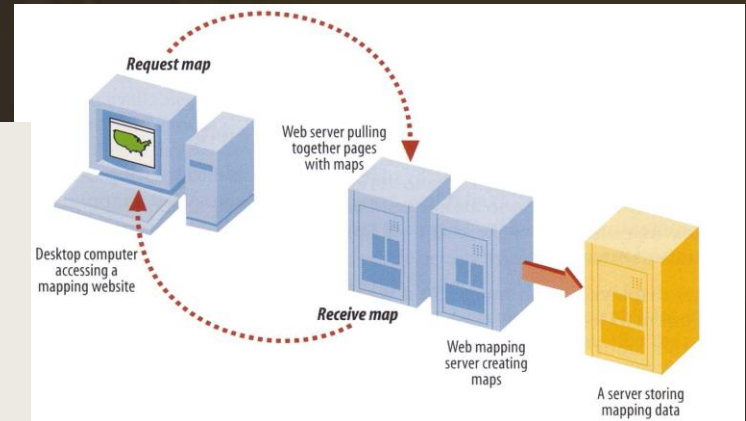 Request map
Web server pulling
together pages
with maps
Desktop computer
accessing a
mapping website
Receive map
Web mapping
server creating
maps
A server storing
mapping data